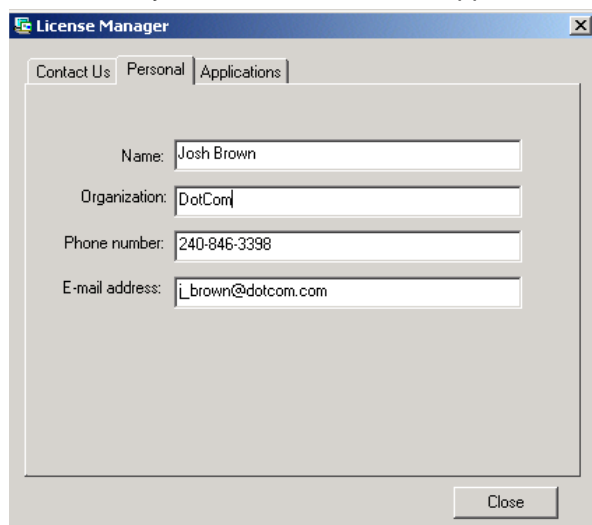 License Manager
Contact Us Personal Applications
Name: Josh Brown
Organization: DotCom
Phone number: 240-846-3398
E-mail address: j_brown@dotcom.com
Close